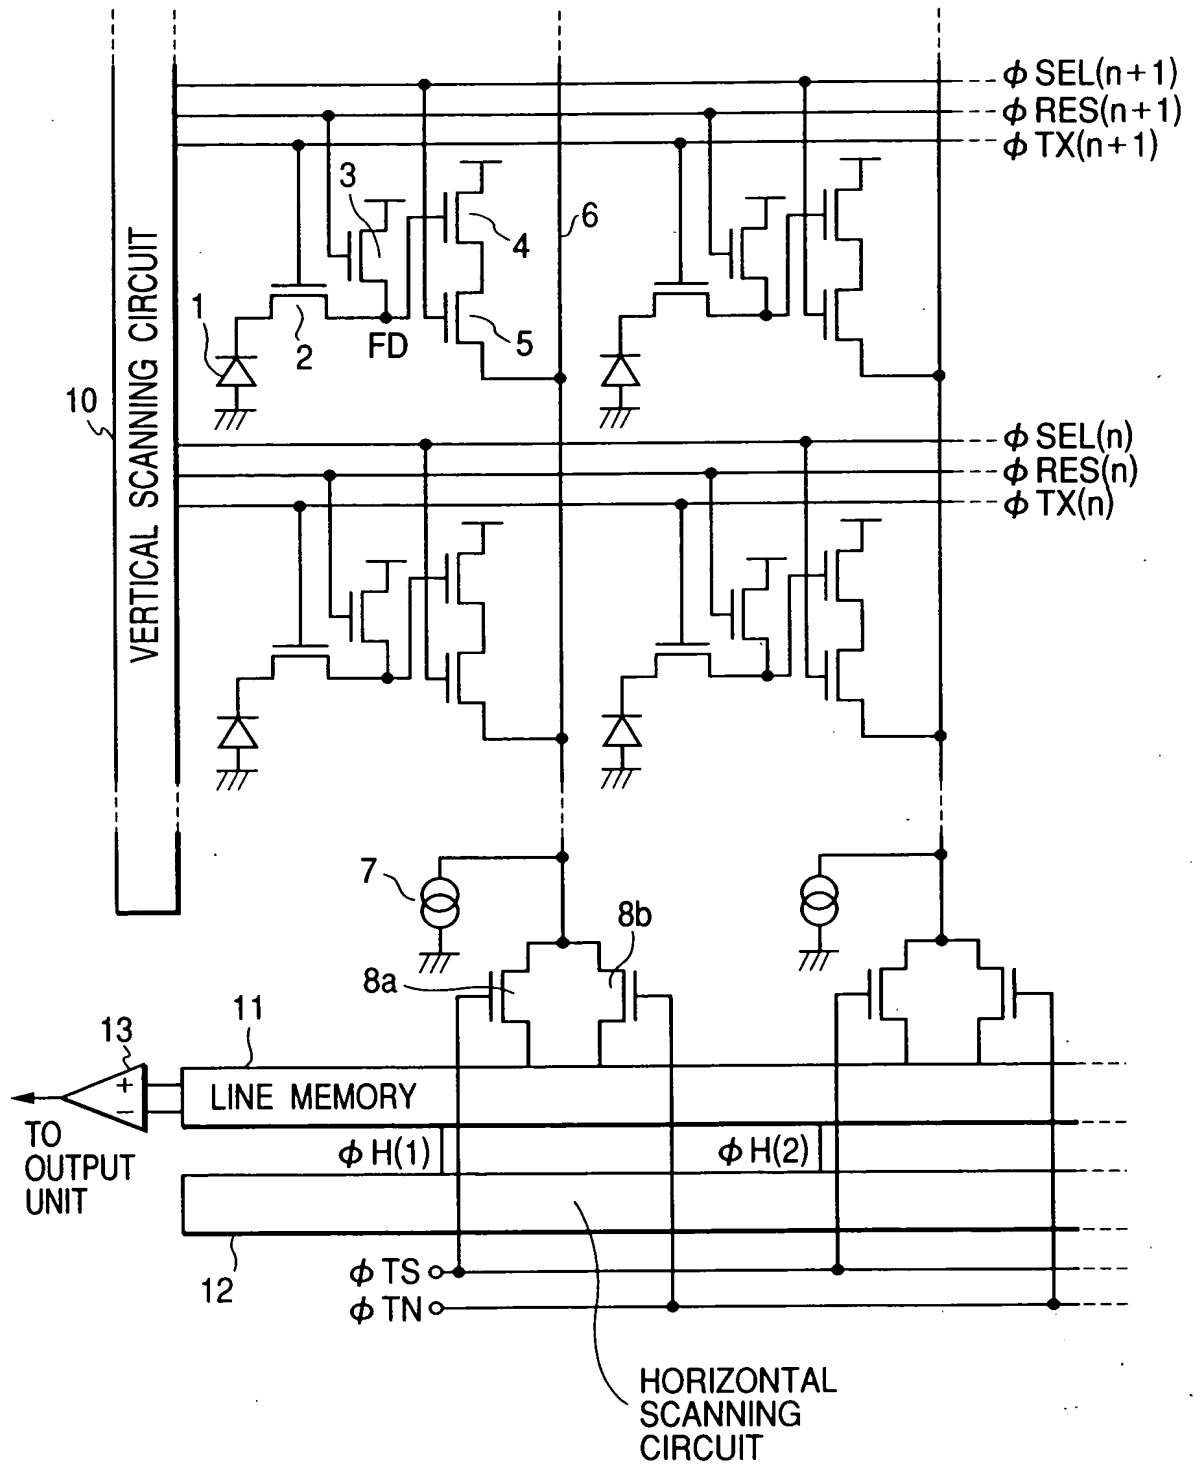 ϕ SEL(n+1)
ϕ RES(n+1)
ϕ TX(n+1)
3
4
6
1
2
FD
5
10
VERTICAL SCANNING CIRCUIT
ϕ SEL(n)
ϕ RES(n)
ϕ TX(n)
7
8b
8a
11
13
+
−
LINE MEMORY
TO
OUTPUT
UNIT
ϕ H(1)
ϕ H(2)
12
ϕ TS
ϕ TN
HORIZONTAL
SCANNING
CIRCUIT